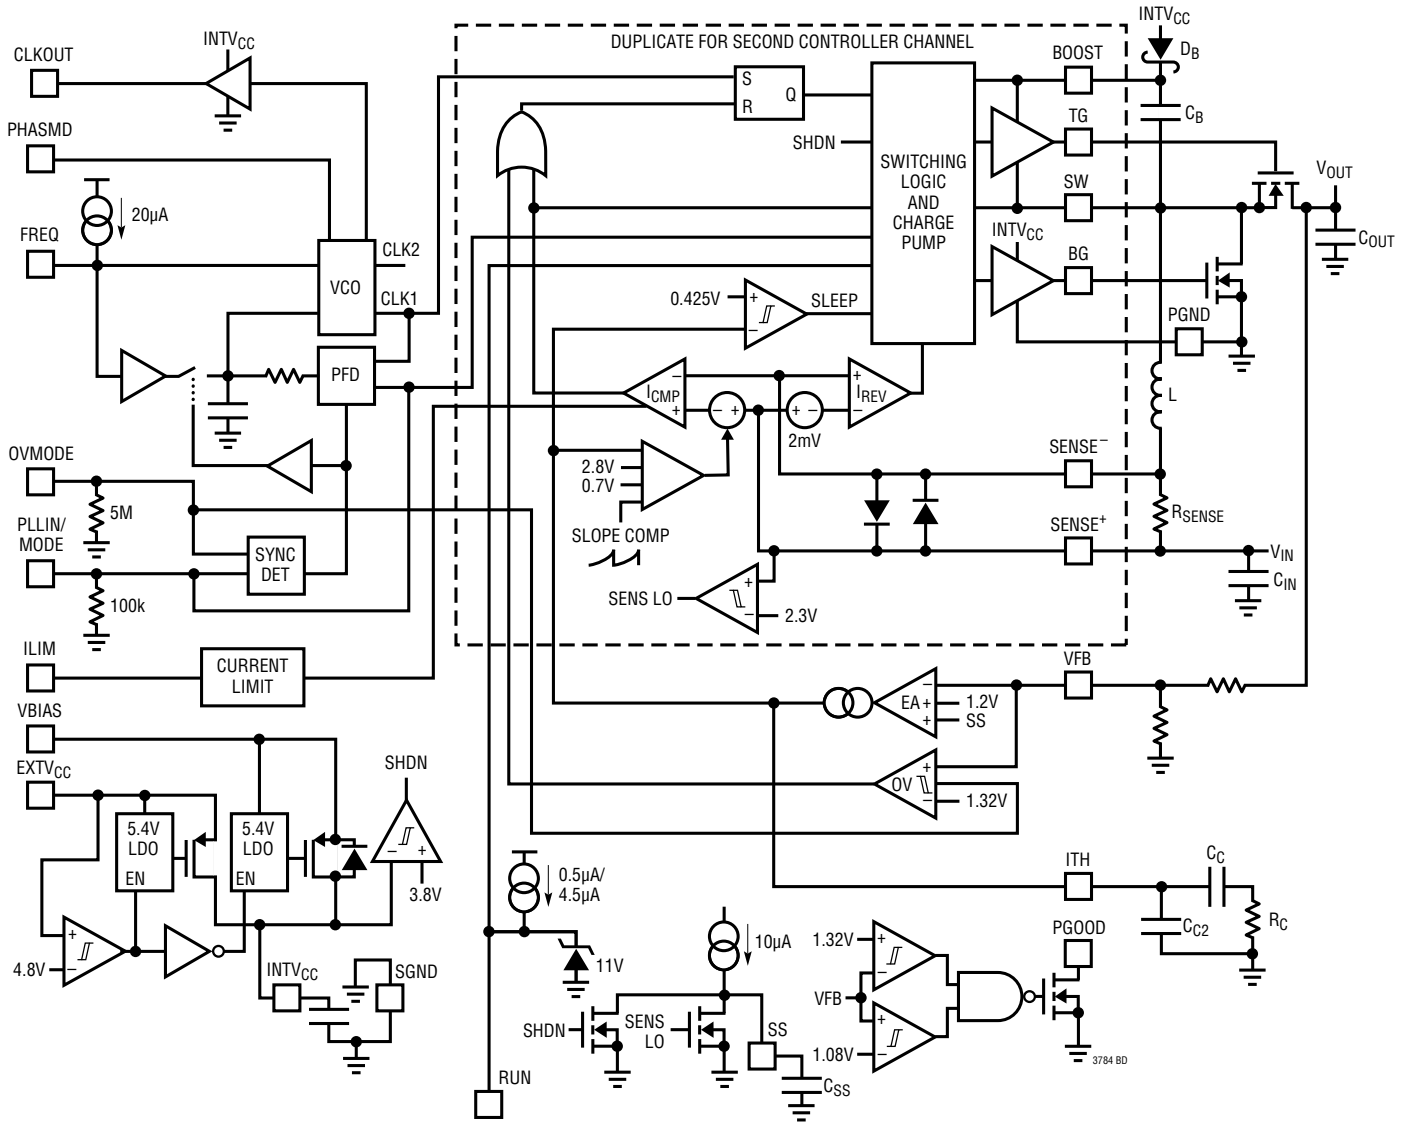 CLKOUT
INTVCC
PHASMD
20µA
FREQ
VCO
CLK2
CLK1
PFD
OVMODE
5M
PLLIN/
MODE
SYNC
DET
100k
ILIM
CURRENT
LIMIT
VBIAS
EXTVCC
SHDN
5.4V
LDO
EN
5.4V
LDO
EN
– +
3.8V
+
–
4.8V
INTVCC
SGND
DUPLICATE FOR SECOND CONTROLLER CHANNEL
S
R
Q
SHDN
SWITCHING
LOGIC
AND
CHARGE
PUMP
BOOST
TG
SW
INTVCC
BG
PGND
INTVCC
DB
CB
VOUT
COUT
0.425V
+
–
SLEEP
ICMP
–
+
– +
+ –
2mV
+
–
IREV
2.8V
0.7V
SLOPE COMP
SENS LO
+
–
2.3V
SENSE–
SENSE+
L
RSENSE
VIN
CIN
VFB
EA
–
+
+
1.2V
SS
OV
+
–
1.32V
ITH
CC
CC2
RC
0.5µA/
4.5µA
11V
10µA
SHDN
SENS
LO
SS
CSS
RUN
1.32V
+
–
VFB
+
–
1.08V
PGOOD
3784 BD